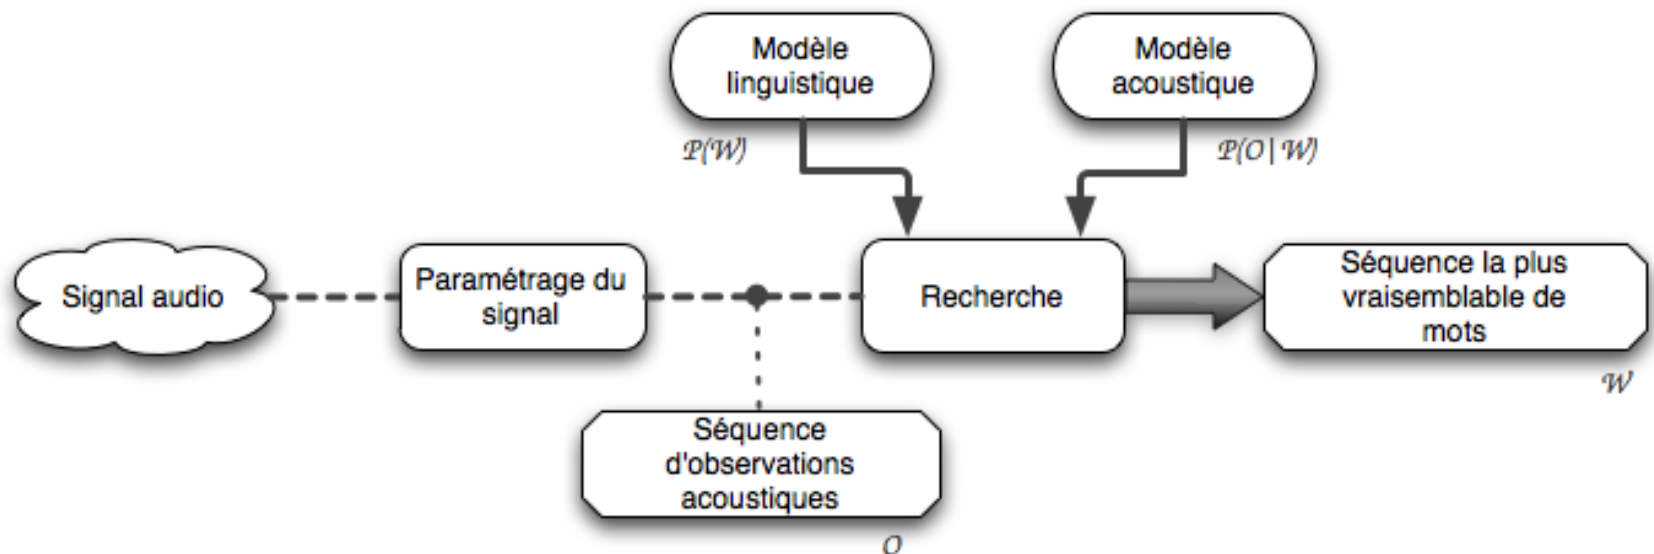 Modèle
linguistique
Modèle
acoustique
P(W)
P(O | W)
Signal audio
Paramétrage du
signal
Recherche
Séquence la plus
vraisemblable de
mots
W
Séquence
d'observations
acoustiques
O